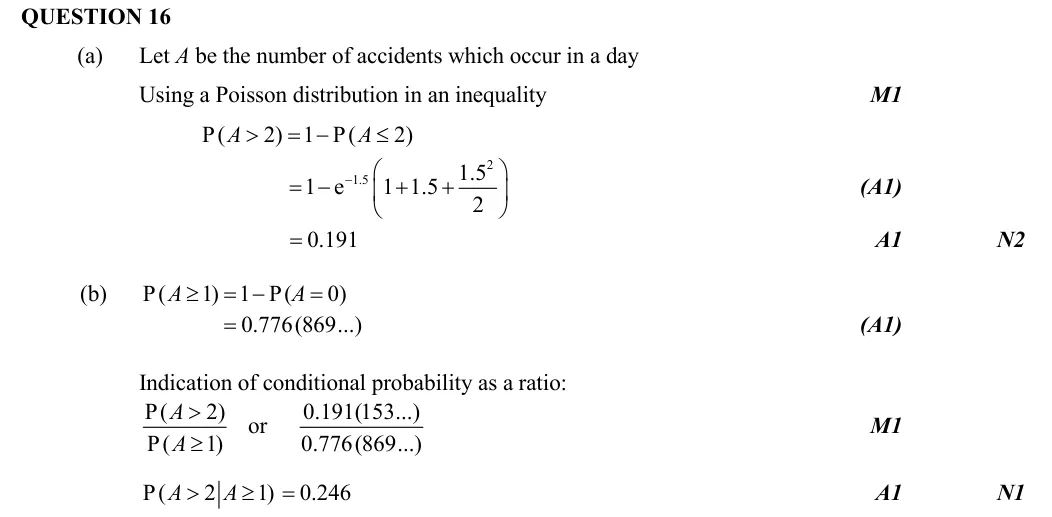 QUESTION 16
(a) Let A be the number of accidents which occur in a day
Using a Poisson distribution in an inequality M1
P(A > 2) = 1 − P(A ≤ 2)
= 1 − e^{−1.5} (1 + 1.5 + 1.5²/2) (A1)
= 0.191 A1 N2
(b) P(A ≥ 1) = 1 − P(A = 0)
= 0.776(869...) (A1)
Indication of conditional probability as a ratio:
P(A > 2)/P(A ≥ 1) or 0.191(153...)/0.776(869...) M1
P(A > 2|A ≥ 1) = 0.246 A1 N1